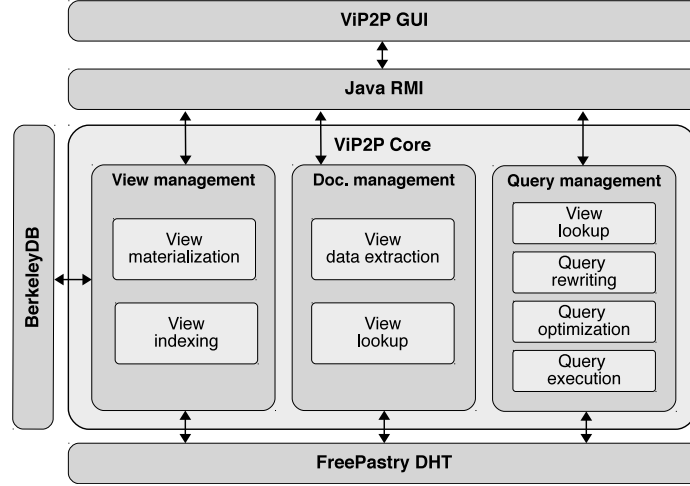 ViP2P GUI
Java RMI
ViP2P Core
BerkeleyDB
View management
View
materialization
View
indexing
Doc. management
View
data extraction
View
lookup
Query management
View
lookup
Query
rewriting
Query
optimization
Query
execution
FreePastry DHT